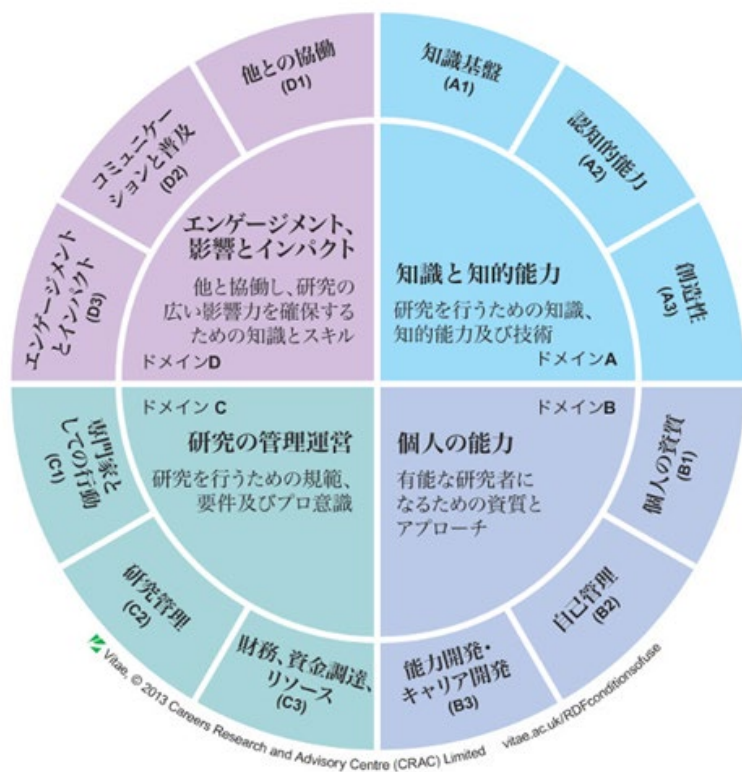 他との協働
(D1)
知識基盤
(A1)
コミュニケー
ションと普及
(D2)
認知的能力
(A2)
エンゲージメント
とインパクト
(D3)
創造性
(A3)
エンゲージメント、
影響とインパクト
他と協働し、研究の
広い影響力を確保する
ための知識とスキル
ドメインD
知識と知的能力
研究を行うための知識、
知的能力及び技術
ドメインA
ドメイン C
研究の管理運営
研究を行うための規範、
要件及びプロ意識
ドメインB
個人の能力
有能な研究者に
なるための資質と
アプローチ
専門家と
しての行動
(C1)
個人の資質
(B1)
研究管理
(C2)
自己管理
(B2)
財務、資金調達、
リソース
(C3)
能力開発・
キャリア開発
(B3)
Vitae, © 2013 Careers Research and Advisory Centre (CRAC) Limited
vitae.ac.uk/RDFconditionsofuse